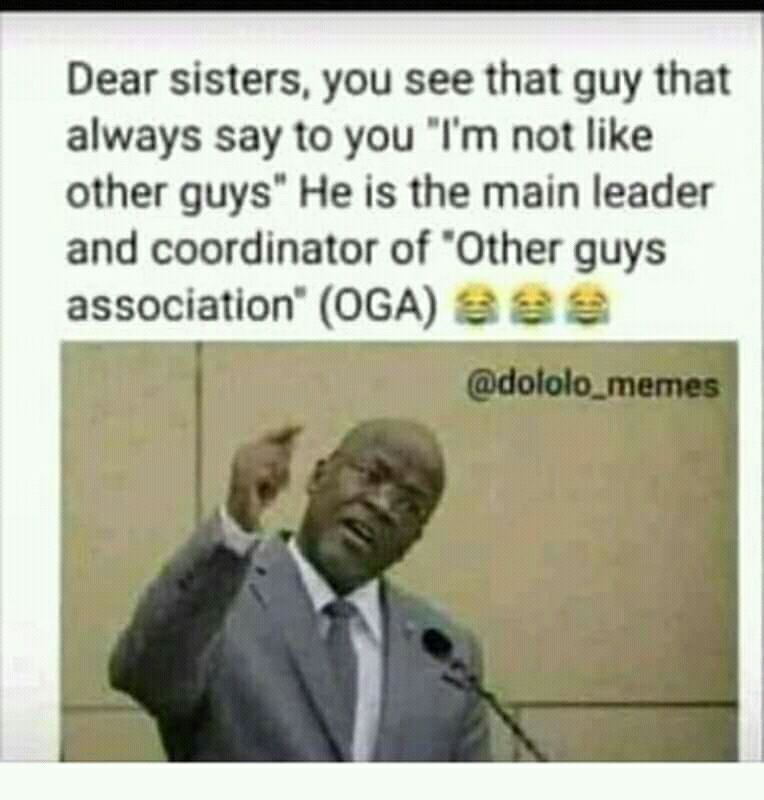 Dear sisters, you see that guy that
always say to you "I'm not like
other guys" He is the main leader
and coordinator of "Other guys
association" (OGA) 😂😂😂
@dololo_memes